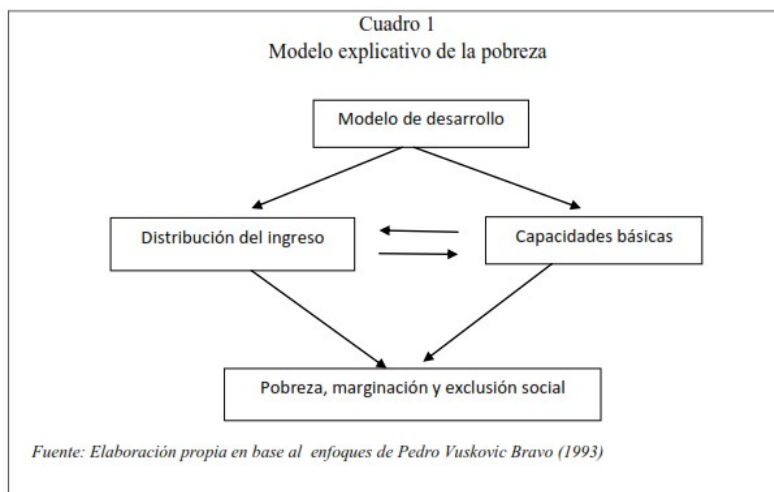 Cuadro 1
Modelo explicativo de la pobreza
Modelo de desarrollo
Distribución del ingreso
Capacidades básicas
Pobreza, marginación y exclusión social
Fuente: Elaboración propia en base al enfoques de Pedro Vuskovic Bravo (1993)